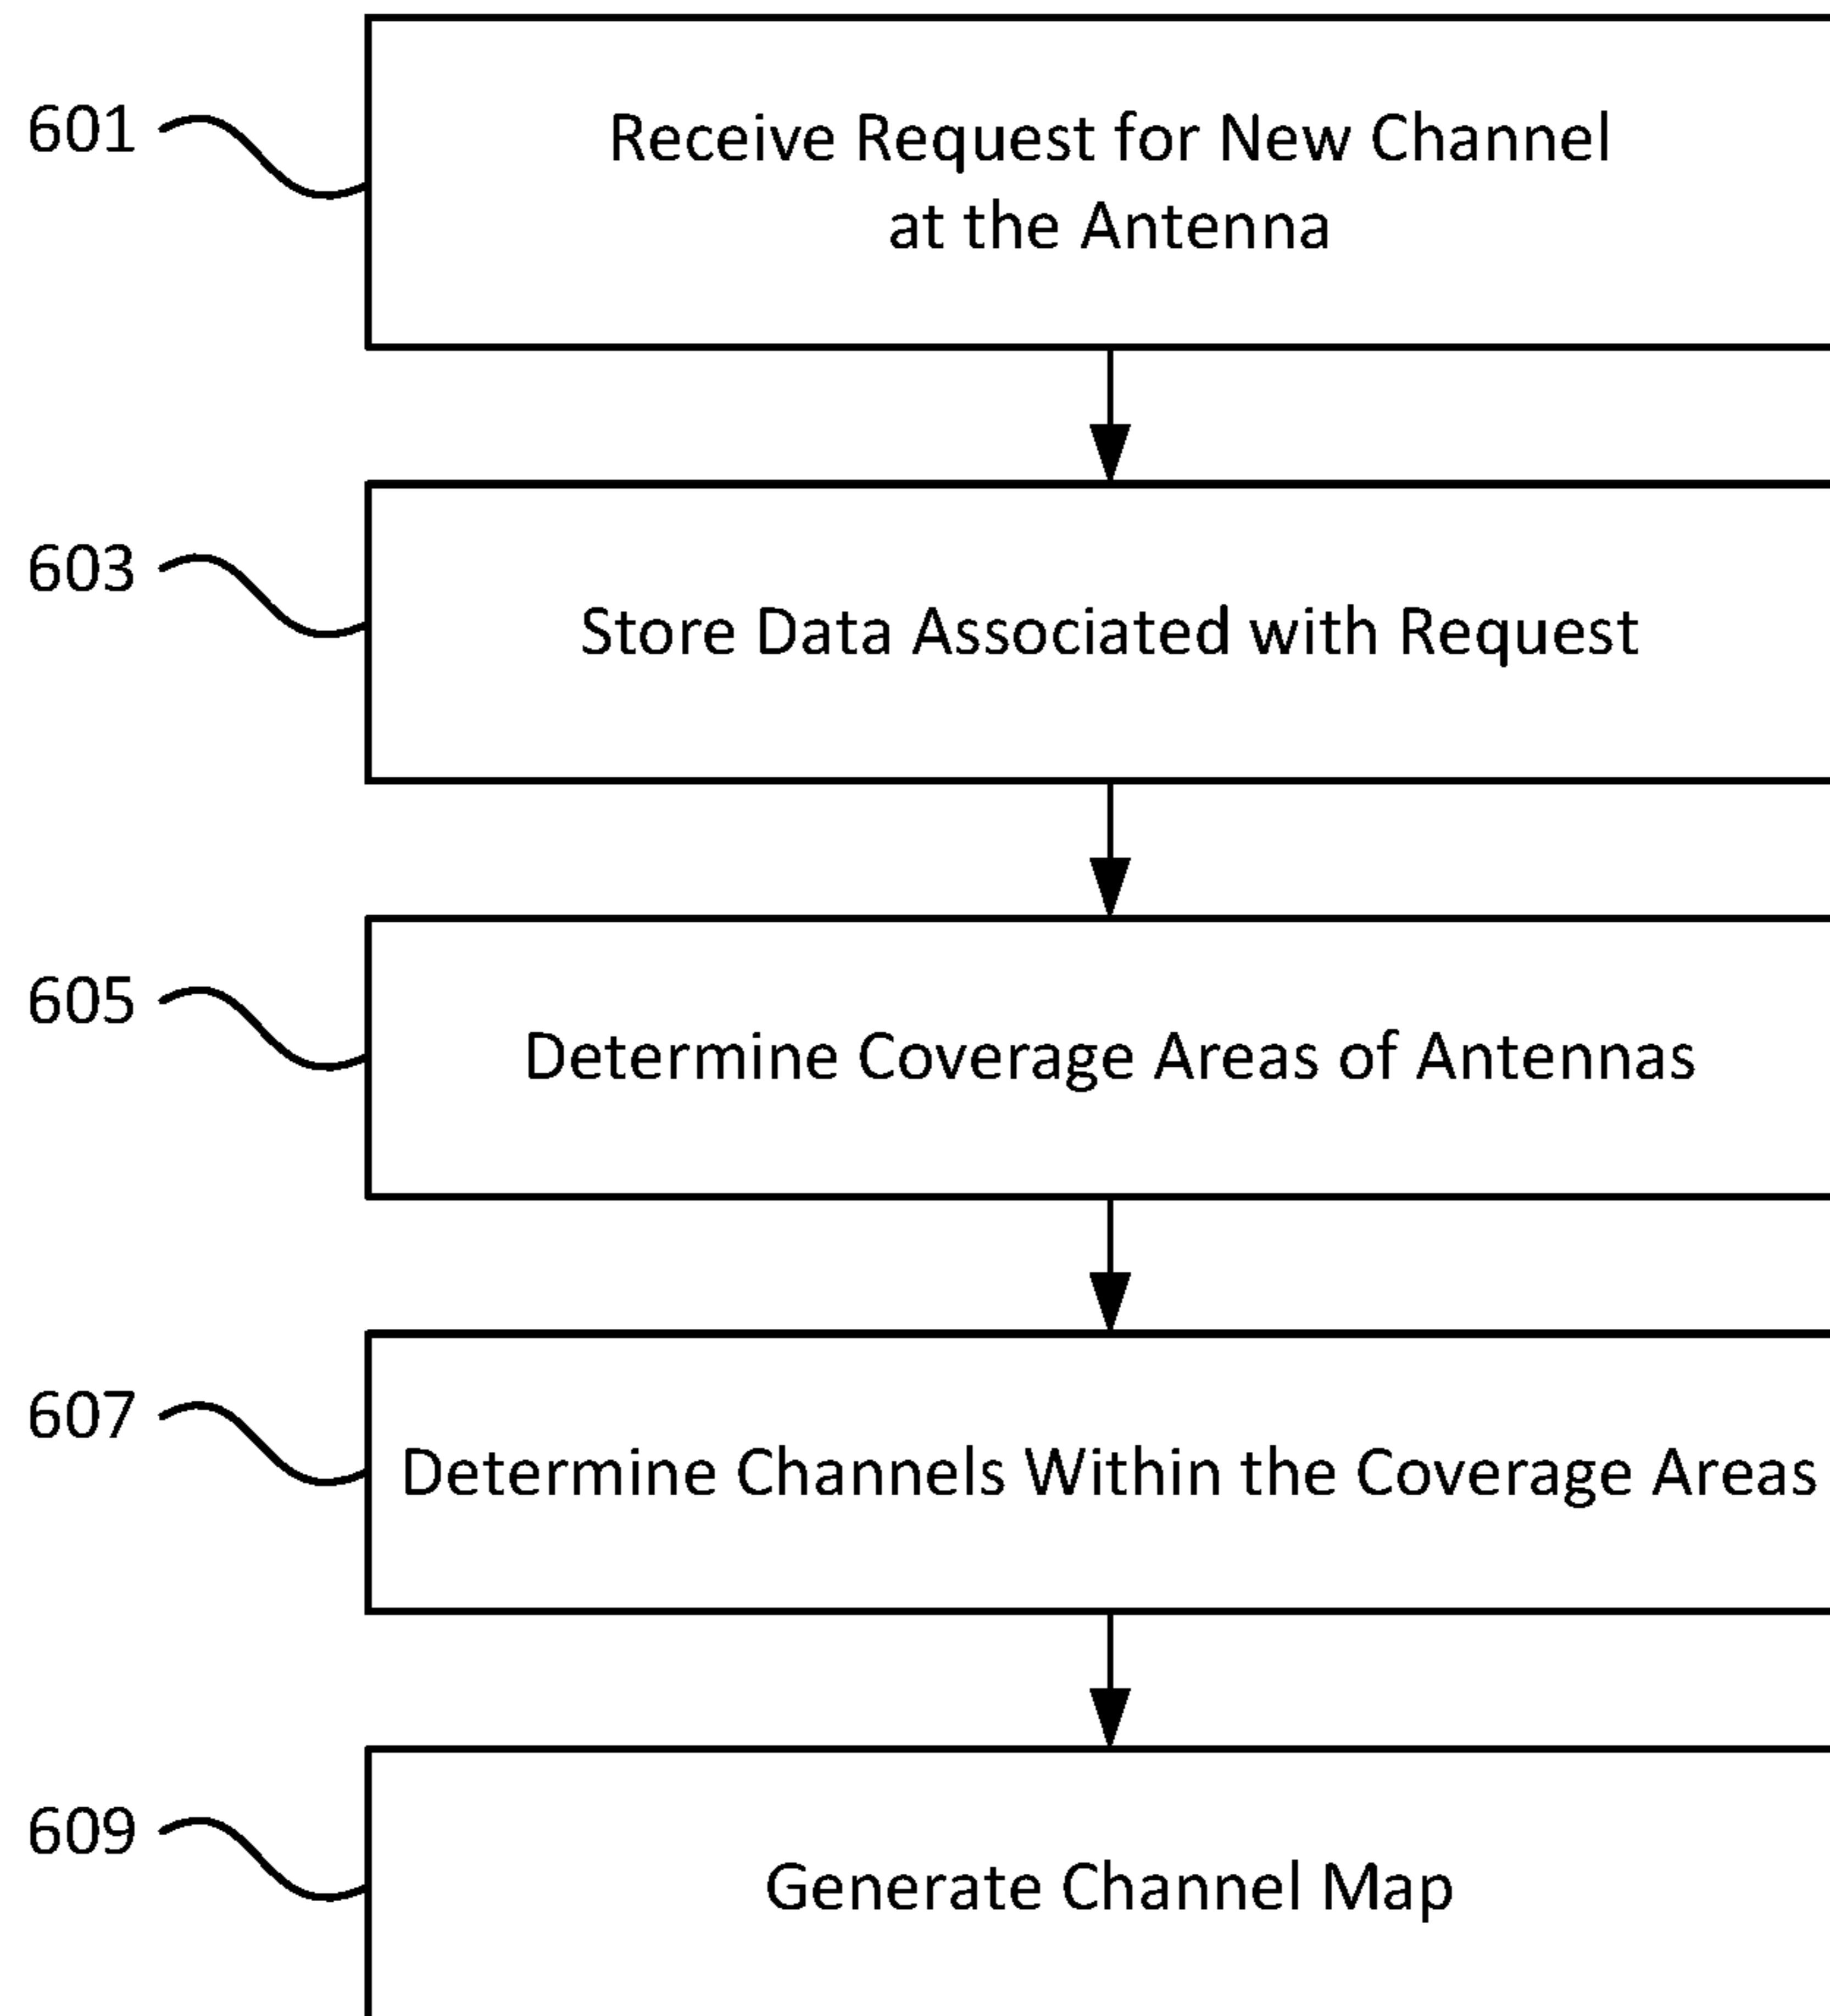 601
Receive Request for New Channel
at the Antenna
603
Store Data Associated with Request
605
Determine Coverage Areas of Antennas
607
Determine Channels Within the Coverage Areas
609
Generate Channel Map